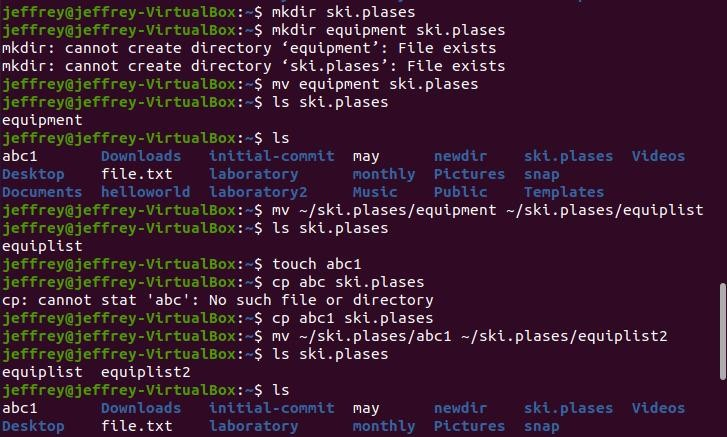 jeffrey@jeffrey-VirtualBox:~$ mkdir ski.plases
jeffrey@jeffrey-VirtualBox:~$ mkdir equipment ski.plases
mkdir: cannot create directory ‘equipment’: File exists
mkdir: cannot create directory ‘ski.plases’: File exists
jeffrey@jeffrey-VirtualBox:~$ mv equipment ski.plases
jeffrey@jeffrey-VirtualBox:~$ ls ski.plases
equipment
jeffrey@jeffrey-VirtualBox:~$ ls
abc1 Downloads initial-commit may newdir ski.plases Videos
Desktop file.txt laboratory monthly Pictures snap
Documents helloworld laboratory2 Music Public Templates
jeffrey@jeffrey-VirtualBox:~$ mv ~/ski.plases/equipment ~/ski.plases/equiplist
jeffrey@jeffrey-VirtualBox:~$ ls ski.plases
equiplist
jeffrey@jeffrey-VirtualBox:~$ touch abc1
jeffrey@jeffrey-VirtualBox:~$ cp abc ski.plases
cp: cannot stat 'abc': No such file or directory
jeffrey@jeffrey-VirtualBox:~$ cp abc1 ski.plases
jeffrey@jeffrey-VirtualBox:~$ mv ~/ski.plases/abc1 ~/ski.plases/equiplist2
jeffrey@jeffrey-VirtualBox:~$ ls ski.plases
equiplist equiplist2
jeffrey@jeffrey-VirtualBox:~$ ls
abc1 Downloads initial-commit may newdir ski.plases Videos
Desktop file.txt laboratory monthly Pictures snap